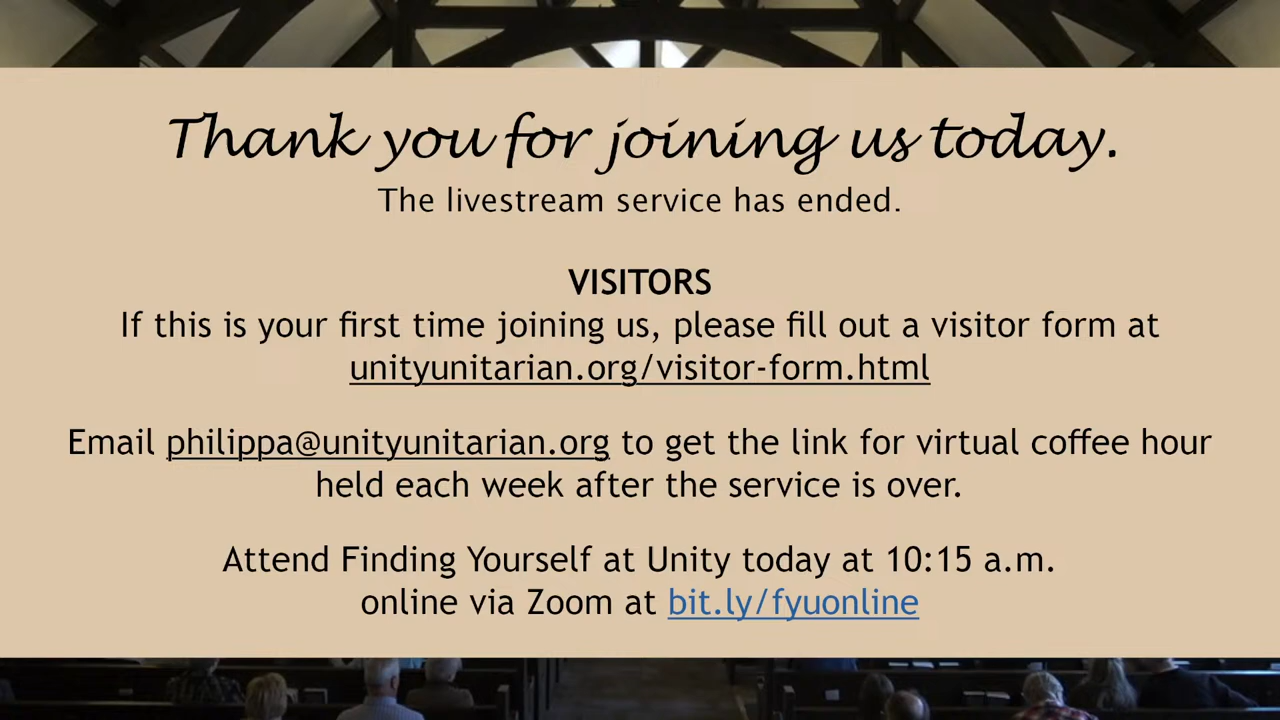 Thank you for joining us today.
The livestream service has ended.
VISITORS
If this is your first time joining us, please fill out a visitor form at
unityunitarian.org/visitor-form.html
Email philippa@unityunitarian.org to get the link for virtual coffee hour
held each week after the service is over.
Attend Finding Yourself at Unity today at 10:15 a.m.
online via Zoom at bit.ly/fyuonline